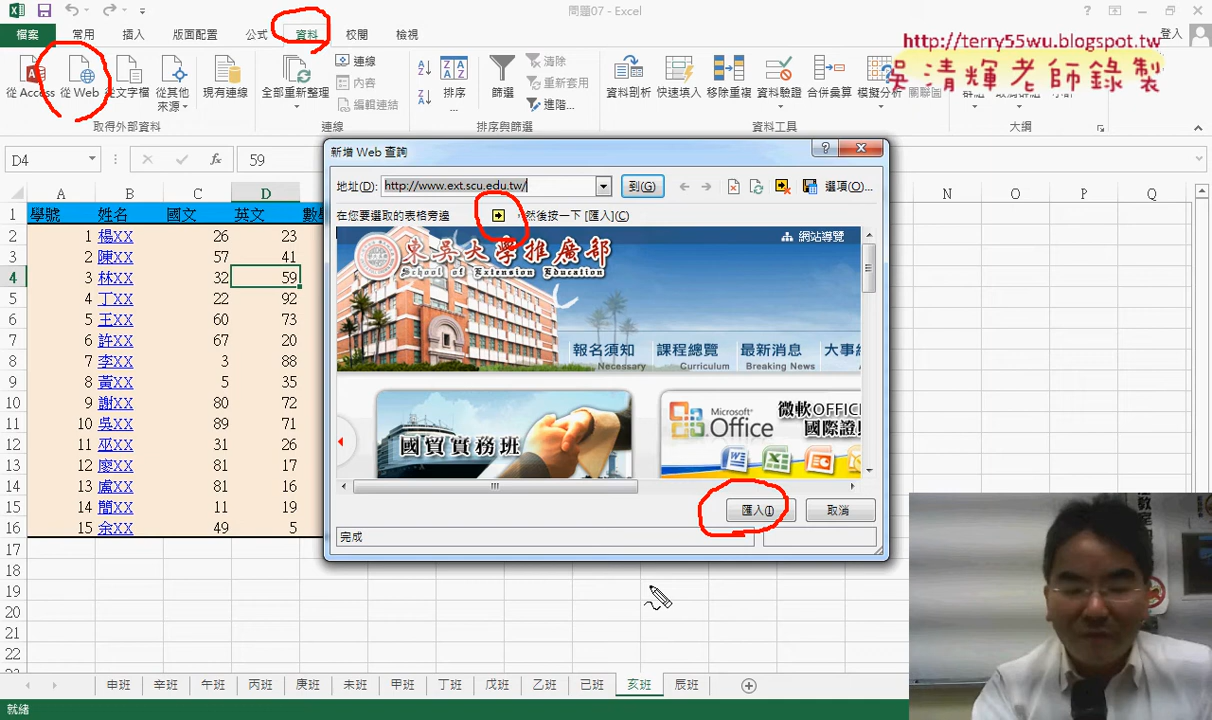 問題07 - Excel
檔案 常用 插入 版面配置 公式 資料 校閱 檢視 登入
http://terry55wu.blogspot.tw
吳清輝老師錄製
從 Access 從 Web 從文字檔 從其他來源 現有連線 全部重新整理 連線 內容 編輯連結 排序... 篩選 清除 重新套用 進階... 資料剖析 快速填入 移除重複 資料驗證 合併彙算 模擬分析 關聯圖
取得外部資料 連線 排序與篩選 資料工具 大綱
D4 fx 59
A B C D N O P Q
1 學號 姓名 國文 英文
2 1 楊XX 26 23
3 2 陳XX 57 41
4 3 林XX 32 59
5 4 丁XX 22 92
6 5 王XX 60 73
7 6 許XX 67 20
8 7 李XX 3 88
9 8 黃XX 5 35
10 9 謝XX 80 72
11 10 吳XX 89 71
12 11 巫XX 31 26
13 12 廖XX 81 17
14 13 盧XX 81 16
15 14 簡XX 11 19
16 15 余XX 49 5
17
18
19
20
21
22
新增 Web 查詢
地址(D): http://www.ext.scu.edu.tw/ 到(G) 選項(O)...
在您要選取的表格旁邊 然後按一下 [匯入](C)
網站導覽
東吳大學推廣部
School of Extension Education
報名須知 課程總覽 最新消息
Necessary Curriculum Breaking News
國貿實務班
Microsoft Office
微軟OFFIC
國際證
匯入(I) 取消
完成
申班 辛班 午班 丙班 庚班 未班 甲班 丁班 戊班 乙班 己班 亥班 辰班
就緒